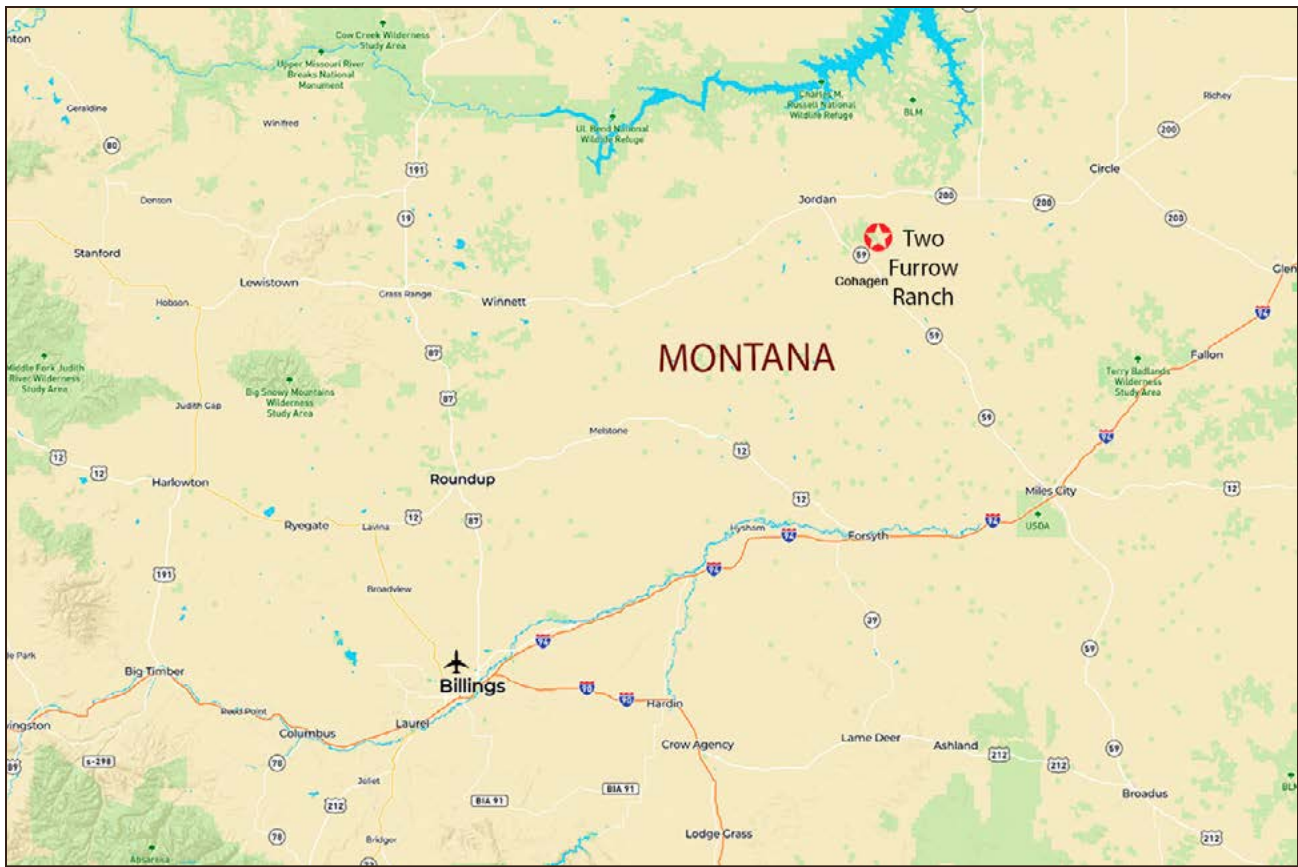 Cow Creek Wilderness
Study Area
Upper Missouri River
Breaks National
Monument
Charles M.
Russell National
Wildlife Refuge
BLM
Richey
Geraldine
Winifred
UL Bend National
Wildlife Refuge
80
200
191
Circle
Denton
Jordan
200
200
200
19
Stanford
59
Two
Furrow
Ranch
Lewistown
Cohagen
Grass Range
Hobson
Winnett
94
59
MONTANA
87
Fallon
Middle Fork Judith
River Wilderness
Study Area
Terry Badlands
Wilderness
Study Area
Big Snowy Mountains
Wilderness
Study Area
87
Judith Gap
59
Melstone
94
12
12
12
Harlowton
Roundup
Miles City
12
12
Ryegate
Lavina
12
87
Hysham
94
94
USDA
Forsyth
94
191
Broadview
39
94
59
Big Timber
Billings
90
90
Hardin
Reed Point
Columbus
Laurel
Crow Agency
Lame Deer
Ashland
59
s-298
78
212
212
89
Joliet
BIA 91
BIA 91
Broadus
212
78
Bridger
Lodge Grass
212
Absaroka